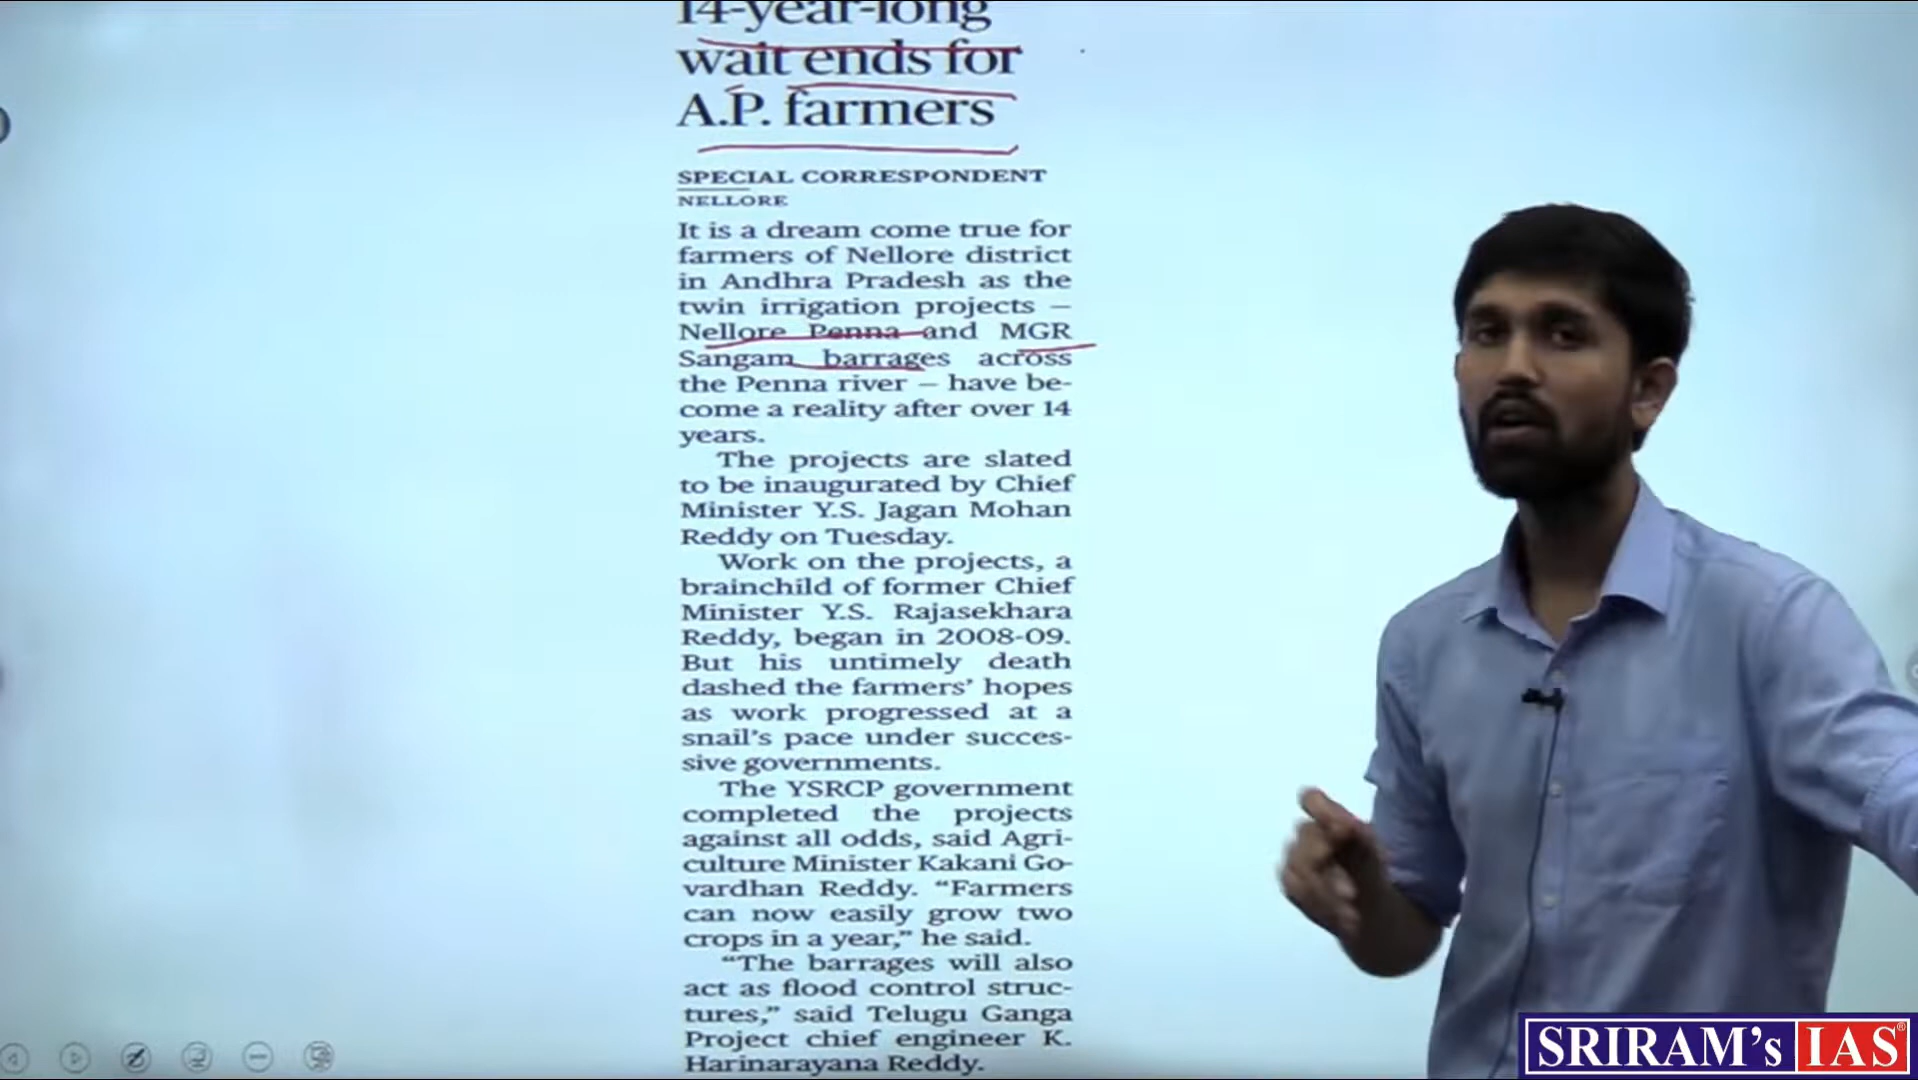 14-year-long
wait ends for
A.P. farmers
SPECIAL CORRESPONDENT
NELLORE
It is a dream come true for
farmers of Nellore district
in Andhra Pradesh as the
twin irrigation projects —
Nellore Penna and MGR
Sangam barrages across
the Penna river — have be-
come a reality after over 14
years.
The projects are slated
to be inaugurated by Chief
Minister Y.S. Jagan Mohan
Reddy on Tuesday.
Work on the projects, a
brainchild of former Chief
Minister Y.S. Rajasekhara
Reddy, began in 2008-09.
But his untimely death
dashed the farmers’ hopes
as work progressed at a
snail’s pace under succes-
sive governments.
The YSRCP government
completed the projects
against all odds, said Agri-
culture Minister Kakani Go-
vardhan Reddy. “Farmers
can now easily grow two
crops in a year,” he said.
“The barrages will also
act as flood control struc-
tures,” said Telugu Ganga
Project chief engineer K.
Harinarayana Reddy.
SRIRAM’s IAS®